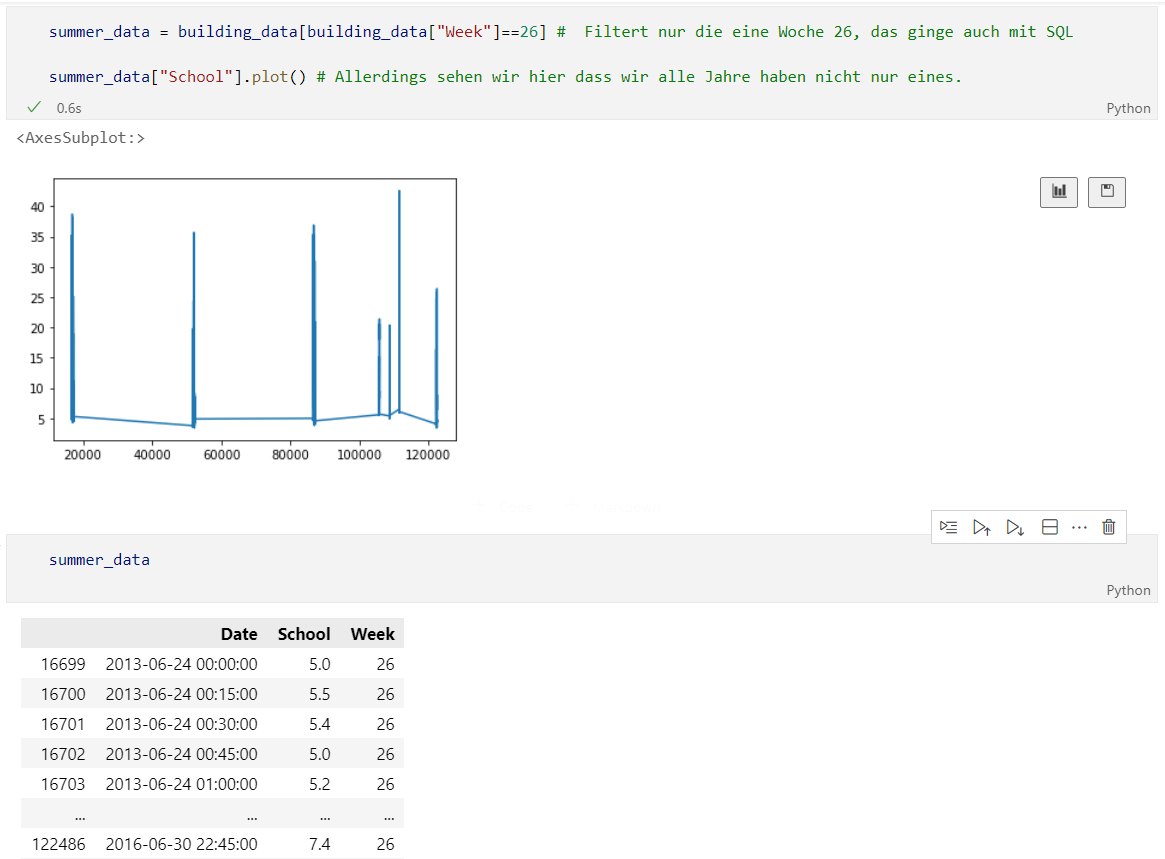 summer_data = building_data[building_data["Week"]==26] #  Filtert nur die eine Woche 26, das ginge auch mit SQL
summer_data["School"].plot() # Allerdings sehen wir hier dass wir alle Jahre haben nicht nur eines.
0.6s
Python
<AxesSubplot:>
40
35
30
25
20
15
10
5
20000 40000 60000 80000 100000 120000
summer_data
Python
Date School Week
16699 2013-06-24 00:00:00 5.0 26
16700 2013-06-24 00:15:00 5.5 26
16701 2013-06-24 00:30:00 5.4 26
16702 2013-06-24 00:45:00 5.0 26
16703 2013-06-24 01:00:00 5.2 26
... ... ... ...
122486 2016-06-30 22:45:00 7.4 26